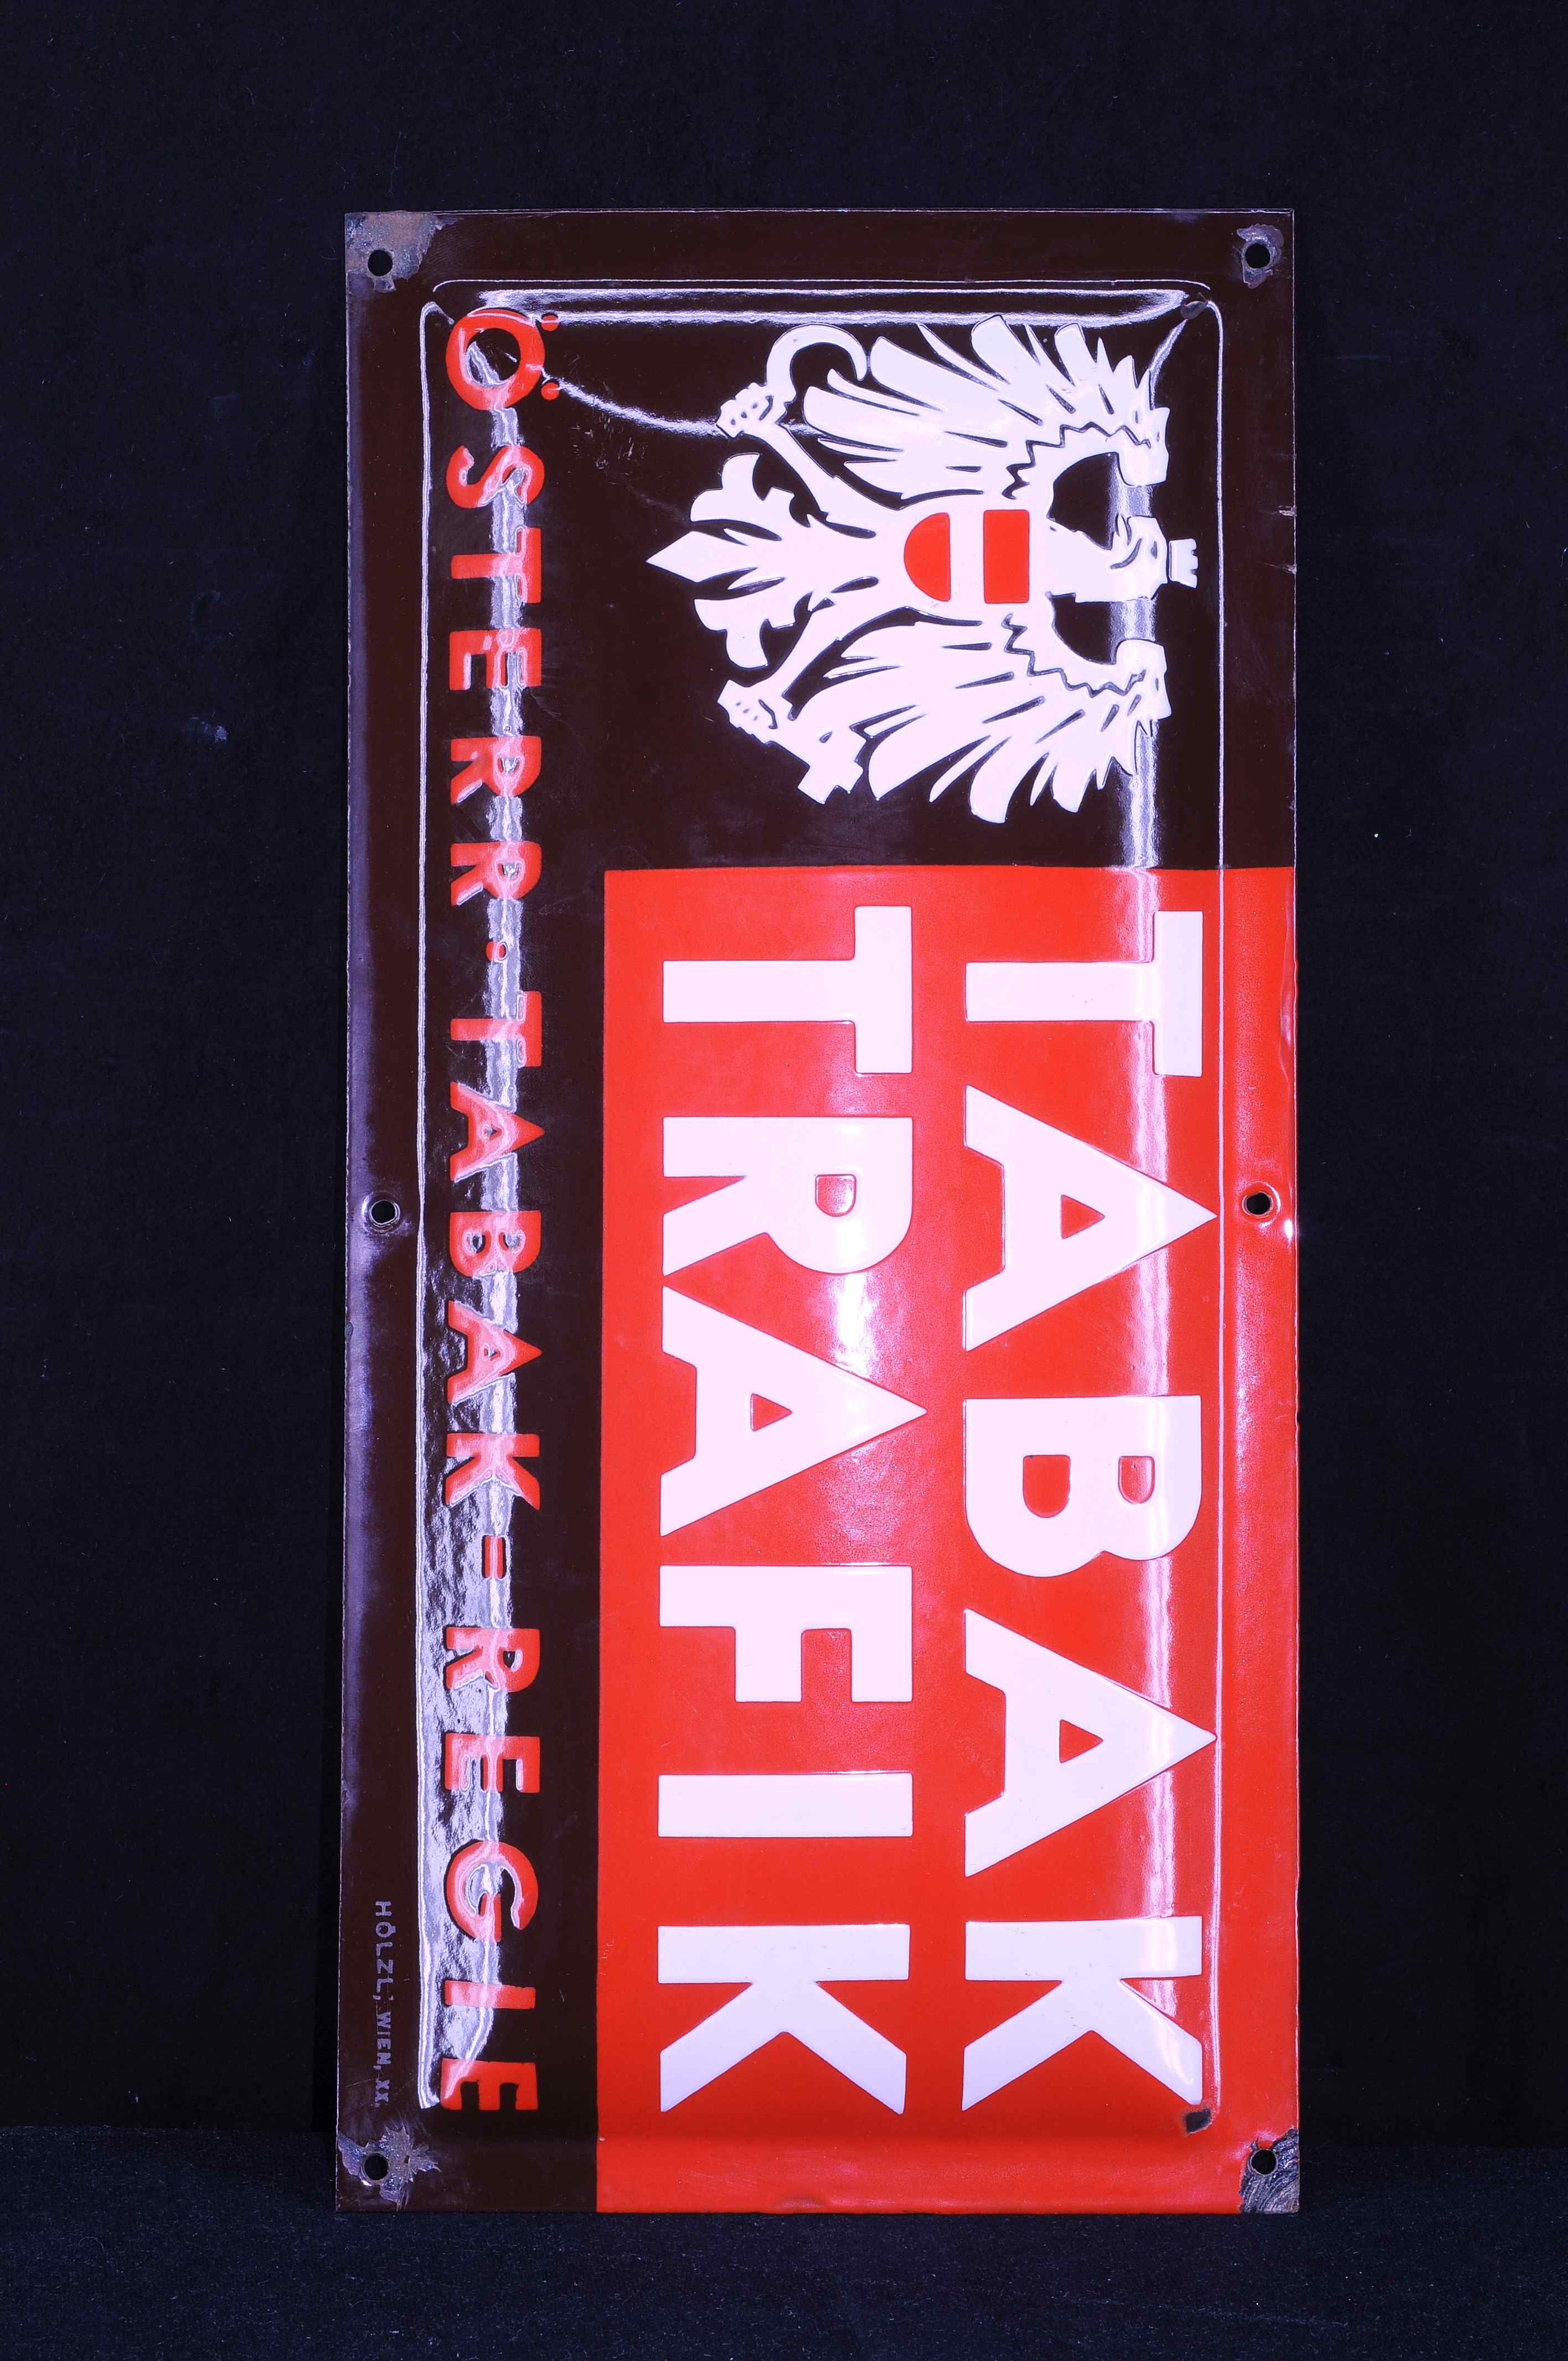 TABAK
TRAFIK
ÖSTERR. TABAK=REGIE
HÖLZL, WIEN, XX.